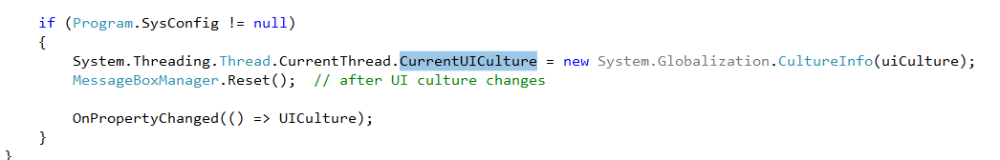 if (Program.SysConfig != null)
{
System.Threading.Thread.CurrentThread.CurrentUICulture = new System.Globalization.CultureInfo(uiCulture);
MessageBoxManager.Reset();  // after UI culture changes
OnPropertyChanged(() => UICulture);
}
}